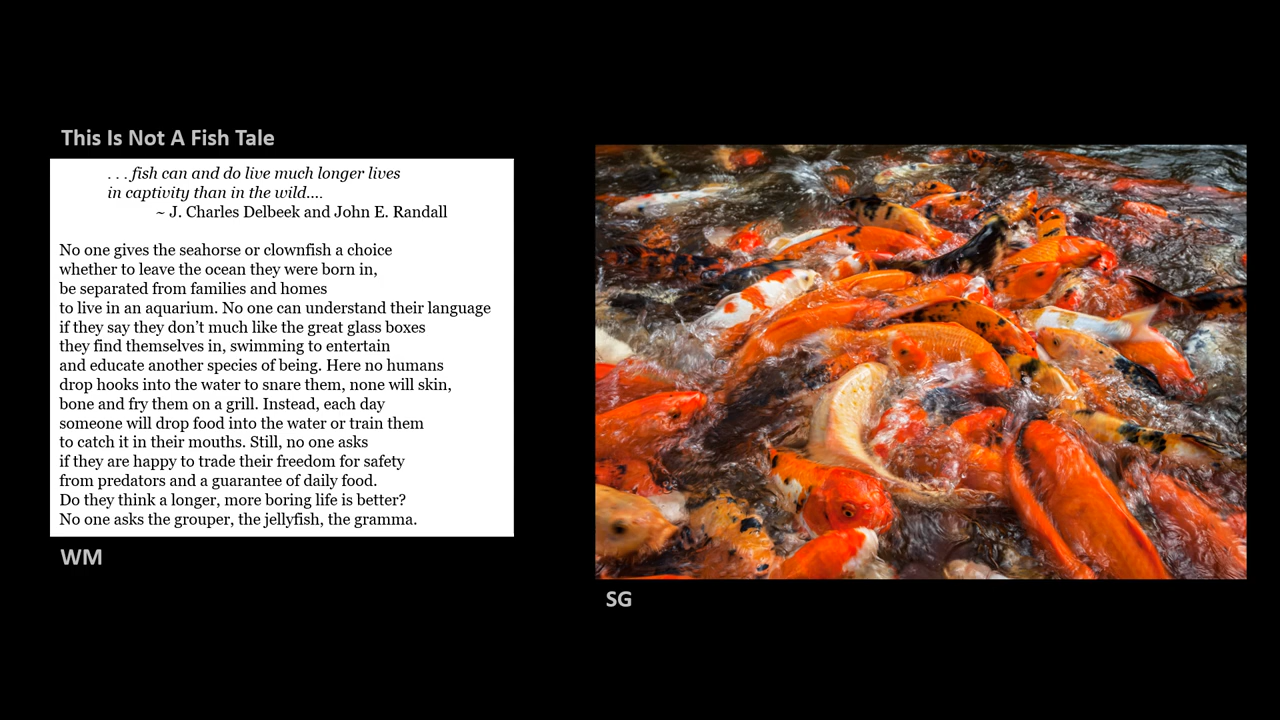 This Is Not A Fish Tale
. . . fish can and do live much longer lives
in captivity than in the wild....
~ J. Charles Delbeek and John E. Randall
No one gives the seahorse or clownfish a choice
whether to leave the ocean they were born in,
be separated from families and homes
to live in an aquarium. No one can understand their language
if they say they don’t much like the great glass boxes
they find themselves in, swimming to entertain
and educate another species of being. Here no humans
drop hooks into the water to snare them, none will skin,
bone and fry them on a grill. Instead, each day
someone will drop food into the water or train them
to catch it in their mouths. Still, no one asks
if they are happy to trade their freedom for safety
from predators and a guarantee of daily food.
Do they think a longer, more boring life is better?
No one asks the grouper, the jellyfish, the gramma.
WM
SG